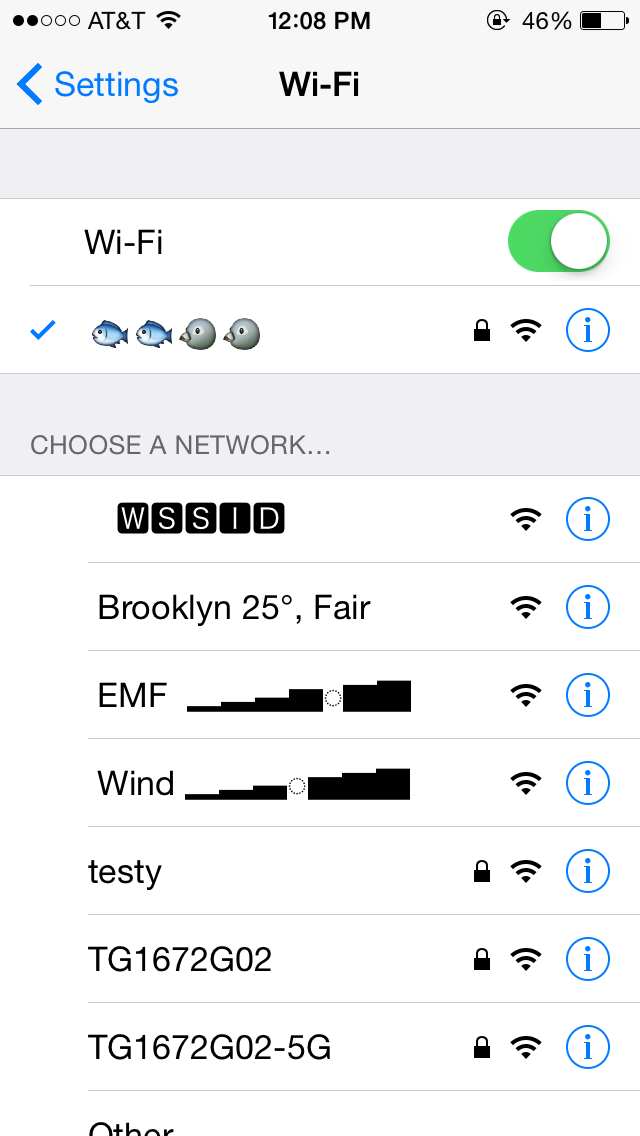 AT&T 12:08 PM 46%
Settings Wi-Fi
Wi-Fi
🐟🐟🐦🐦
CHOOSE A NETWORK...
🆆🆂🆂🅸🅳
Brooklyn 25°, Fair
EMF ▁▂▃▅◌▆▇
Wind ▁▂▃◌▅▆▇
testy
TG1672G02
TG1672G02-5G
Other